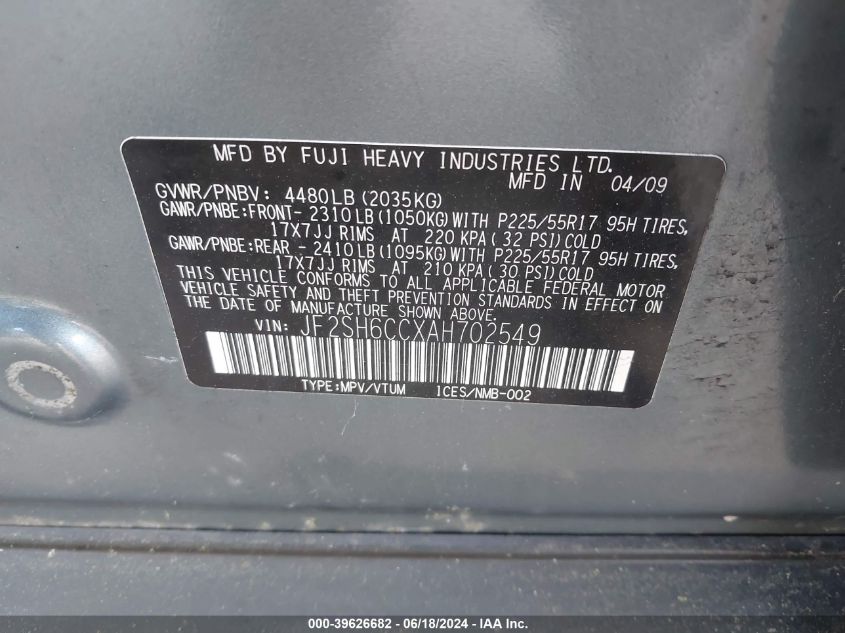 MFD BY FUJI HEAVY INDUSTRIES LTD.
MFD IN 04/09
GVWR/PNBV: 4480LB (2035KG)
GAWR/PNBE:FRONT- 2310LB(1050KG)WITH P225/55R17 95H TIRES,
17X7JJ RIMS AT 220 KPA(32 PSI)COLD
GAWR/PNBE:REAR - 2410LB(1095KG)WITH P225/55R17 95H TIRES,
17X7JJ RIMS AT 210 KPA(30 PSI)COLD
THIS VEHICLE CONFORMS TO ALL APPLICABLE FEDERAL MOTOR
VEHICLE SAFETY AND THEFT PREVENTION STANDARDS IN EFFECT ON
THE DATE OF MANUFACTURE SHOWN ABOVE.
VIN: JF2SH6CCXAH702549
TYPE:MPV/VTUM ICES/NMB-002
000-39626682 - 06/18/2024 - IAA Inc.